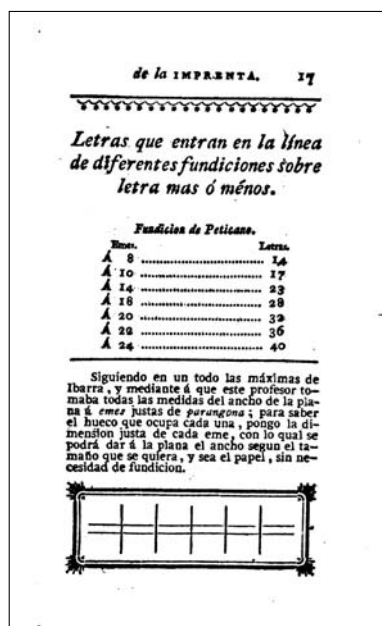 de la IMPRENTA. 17
Letras que entran en la línea
de diferentes fundiciones sobre
letra mas ó ménos.
Fundicion de Peticano.
Emes. Letras.
Á 8 .............................. 14
Á 10 .............................. 17
Á 14 .............................. 23
Á 18 .............................. 28
Á 20 .............................. 32
Á 22 .............................. 36
Á 24 .............................. 40
Siguiendo en un todo las máximas de
Ibarra, y mediante á que este profesor to-
maba todas las medidas del ancho de la pla-
na á emes justas de parangona; para saber
el hueco que ocupa cada una, pongo la di-
mension justa de cada eme, con lo qual se
podrá dar á la plana el ancho segun el ta-
maño que se quiera, y sea el papel, sin ne-
cesidad de fundicion.